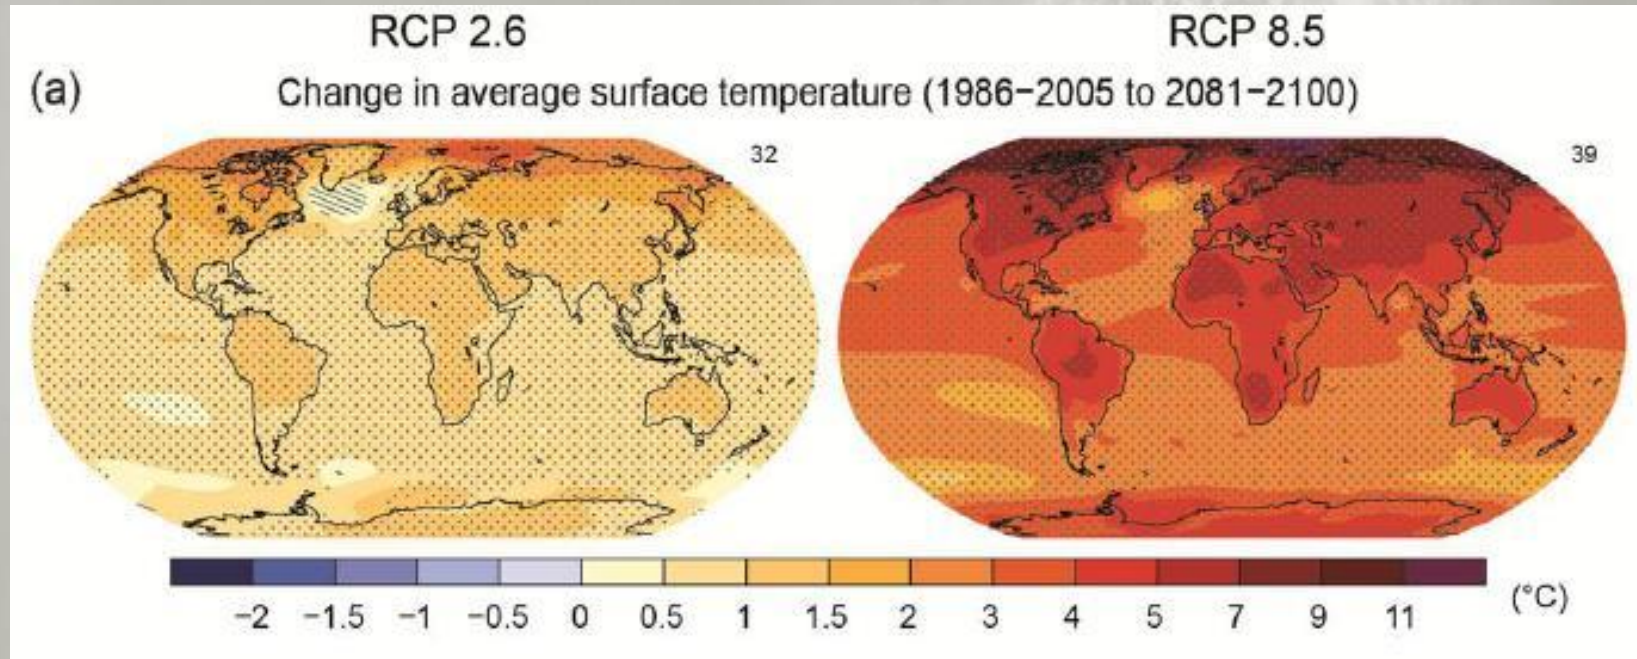 RCP 2.6 RCP 8.5
(a) Change in average surface temperature (1986−2005 to 2081−2100)
32 39
−2 −1.5 −1 −0.5 0 0.5 1 1.5 2 3 4 5 7 9 11 (°C)